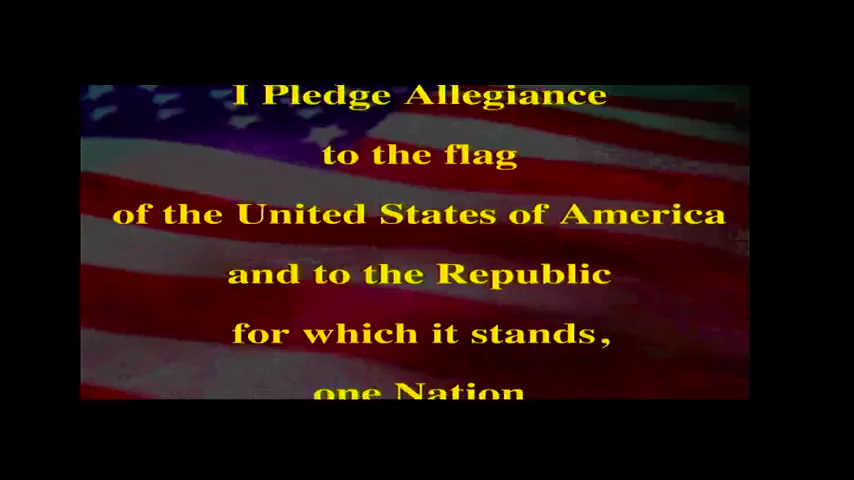 I Pledge Allegiance
to the flag
of the United States of America
and to the Republic
for which it stands,
one Nation